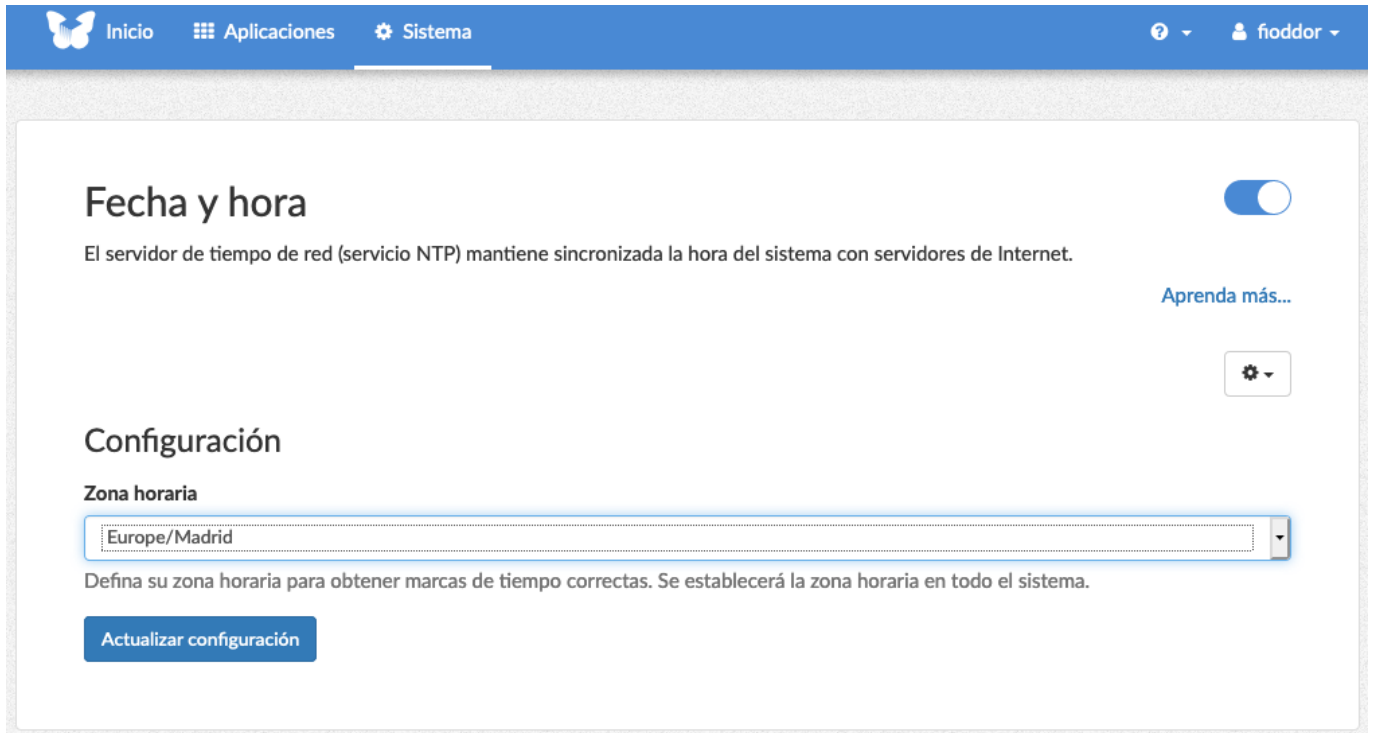 Inicio Aplicaciones Sistema fioddor
Fecha y hora
El servidor de tiempo de red (servicio NTP) mantiene sincronizada la hora del sistema con servidores de Internet.
Aprenda más...
Configuración
Zona horaria
Europe/Madrid
Defina su zona horaria para obtener marcas de tiempo correctas. Se establecerá la zona horaria en todo el sistema.
Actualizar configuración